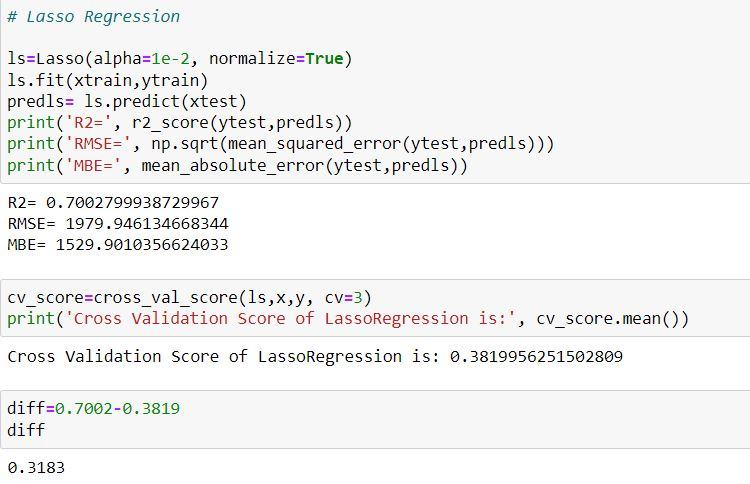 # Lasso Regression
ls=Lasso(alpha=1e-2, normalize=True)
ls.fit(xtrain,ytrain)
predls= ls.predict(xtest)
print('R2=', r2_score(ytest,predls))
print('RMSE=', np.sqrt(mean_squared_error(ytest,predls)))
print('MBE=', mean_absolute_error(ytest,predls))
R2= 0.7002799938729967
RMSE= 1979.946134668344
MBE= 1529.9010356624033
cv_score=cross_val_score(ls,x,y, cv=3)
print('Cross Validation Score of LassoRegression is:', cv_score.mean())
Cross Validation Score of LassoRegression is: 0.3819956251502809
diff=0.7002-0.3819
diff
0.3183